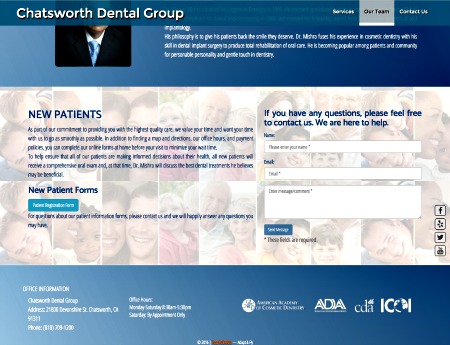 Chatsworth Dental Group
Services
Our Team
Contact Us
implantology.
His philosophy is to give his patients back the smile they deserve. Dr. Mishra fuses his experience in cosmetic dentistry with his
skill in dental implant surgery to produce total rehabilitation of oral care. He is becoming popular among patients and community
for personable personality and gentle touch in dentistry.
NEW PATIENTS
As part of our commitment to providing you with the highest quality care, we value your time and want your time
with us to go as smoothly as possible. In addition to finding a map and directions, our office hours, and payment
policies, you can complete our online forms at home before your visit to minimize your wait time.
To help ensure that all of our patients are making informed decisions about their health, all new patients will
receive a comprehensive oral exam and, at that time, Dr. Mishra will discuss the best dental treatments he believes
may be beneficial.
New Patient Forms
Patient Registration Form
For questions about our patient information forms, please contact us and we will happily answer any questions you
may have.
If you have any questions, please feel free
to contact us. We are here to help.
Name:
Please enter your name *
Email:
Email *
Enter message/comment *
Send Message
* These fields are required.
OFFICE INFORMATION
Chatsworth Dental Group
Address: 21800 Devonshire St. Chatsworth, CA
91311
Phone: (818) 709-1200
Office Hours:
Monday-Saturday 8:30am-5:30pm
Saturday: By Appointment Only
AMERICAN ACADEMY
OF COSMETIC DENTISTRY
ADA
cda
ICOI